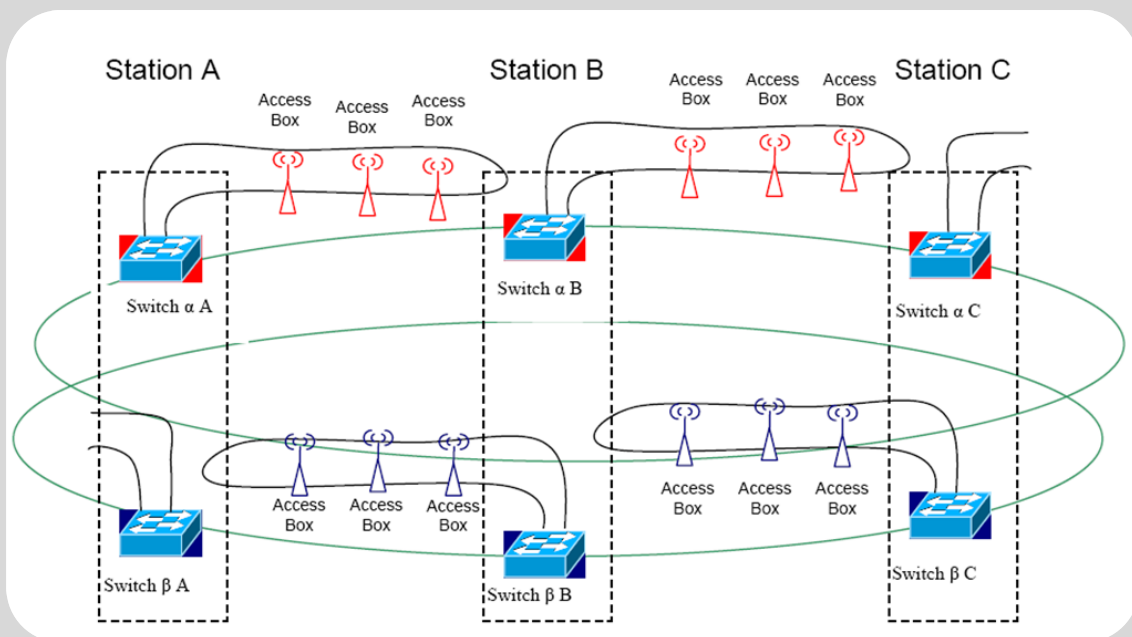 Station A
Station B
Station C
Access
Box
Access
Box
Access
Box
Access
Box
Access
Box
Access
Box
Switch α A
Switch α B
Switch α C
Access
Box
Access
Box
Access
Box
Access
Box
Access
Box
Access
Box
Switch β A
Switch β B
Switch β C